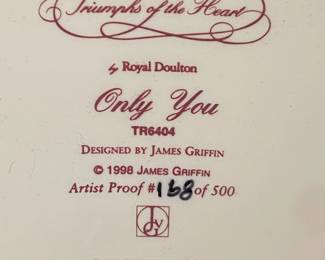 Triumphs of the Heart
by Royal Doulton
Only You
TR6404
DESIGNED BY JAMES GRIFFIN
© 1998 JAMES GRIFFIN
Artist Proof #168 of 500